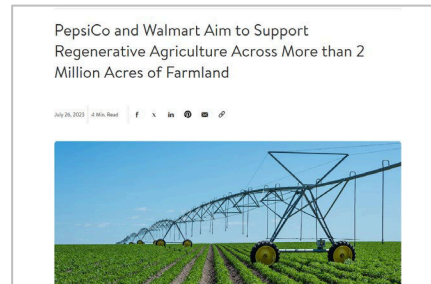 PepsiCo and Walmart Aim to Support
Regenerative Agriculture Across More than 2
Million Acres of Farmland
July 26, 2023 4 Min. Read